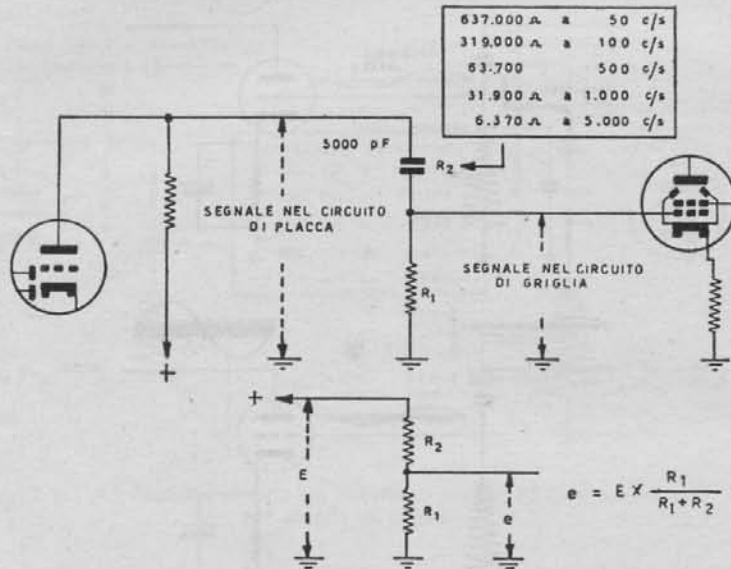 637.000 Ω a 50 c/s
319.000 Ω a 100 c/s
63.700 500 c/s
31.900 Ω a 1.000 c/s
6.370 Ω a 5.000 c/s
5000 pF
R2
SEGNALE NEL CIRCUITO
DI PLACCA
SEGNALE NEL CIRCUITO
DI GRIGLIA
R1
+
+
R2
E
R1
e
e = E × R1 / R1 + R2